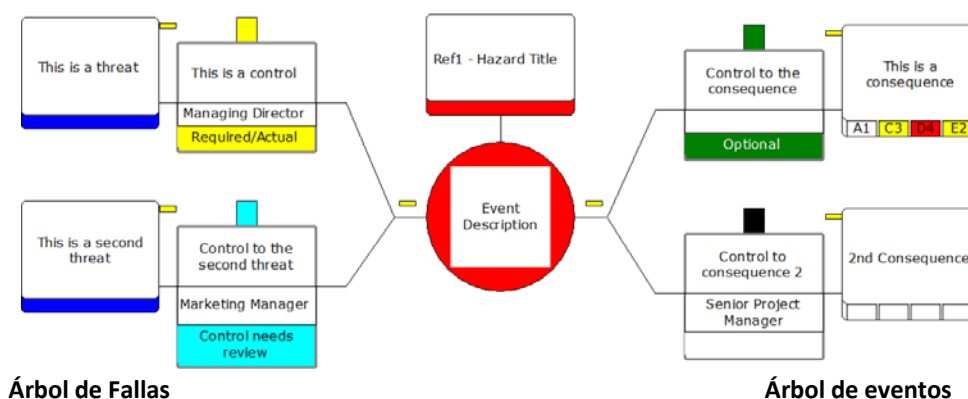 This is a threat
This is a control
Managing Director
Required/Actual
Ref1 - Hazard Title
Control to the
consequence
Optional
This is a
consequence
A1 C3 D4 E2
Event
Description
This is a second
threat
Control to the
second threat
Marketing Manager
Control needs
review
Control to
consequence 2
Senior Project
Manager
2nd Consequence
Árbol de Fallas
Árbol de eventos